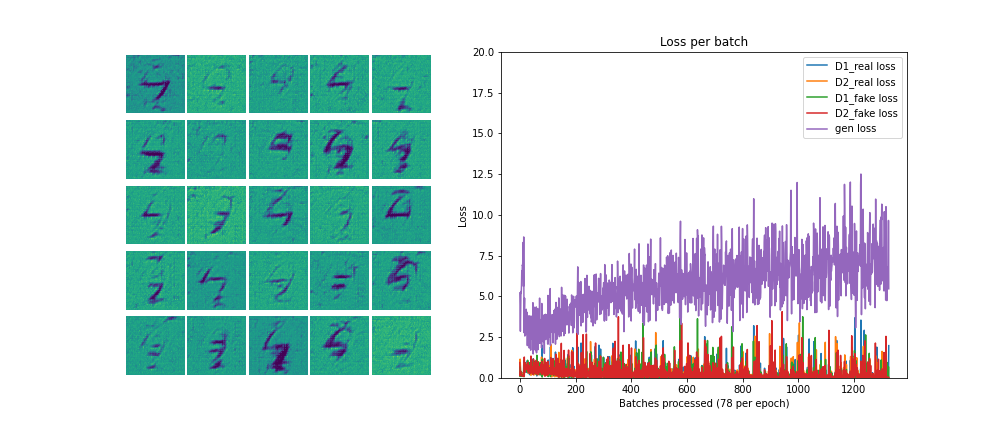 Loss per batch
20.0
17.5
15.0
12.5
10.0
7.5
5.0
2.5
0.0
Loss
D1_real loss
D2_real loss
D1_fake loss
D2_fake loss
gen loss
0 200 400 600 800 1000 1200
Batches processed (78 per epoch)